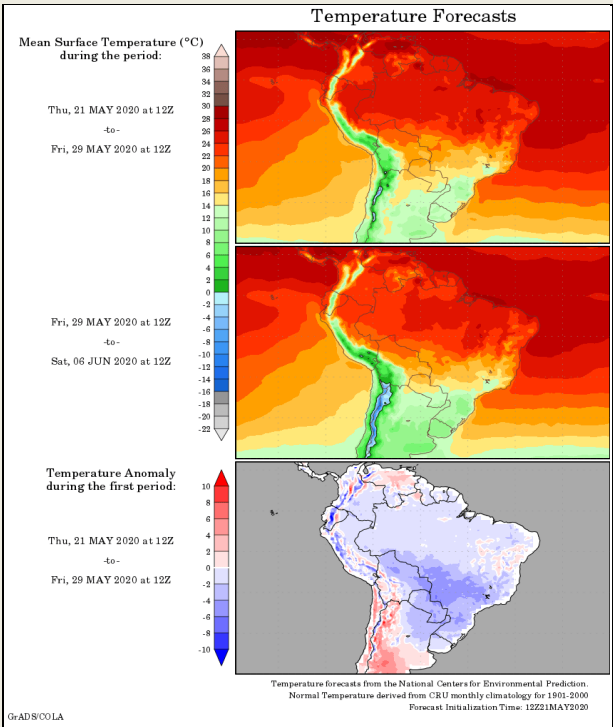 Temperature Forecasts
Mean Surface Temperature (°C)
during the period:
Thu, 21 MAY 2020 at 12Z
-to-
Fri, 29 MAY 2020 at 12Z
38
36
34
32
30
28
26
24
22
20
18
16
14
12
10
8
6
4
2
0
-2
-4
-6
-8
-10
-12
-14
-16
-18
-20
-22
Fri, 29 MAY 2020 at 12Z
-to-
Sat, 06 JUN 2020 at 12Z
Temperature Anomaly
during the first period:
Thu, 21 MAY 2020 at 12Z
-to-
Fri, 29 MAY 2020 at 12Z
10
8
6
4
2
0
-2
-4
-6
-8
-10
Temperature forecasts from the National Centers for Environmental Prediction.
Normal Temperature derived from CRU monthly climatology for 1901-2000
Forecast Initialization Time: 12Z21MAY2020
GrADS/COLA